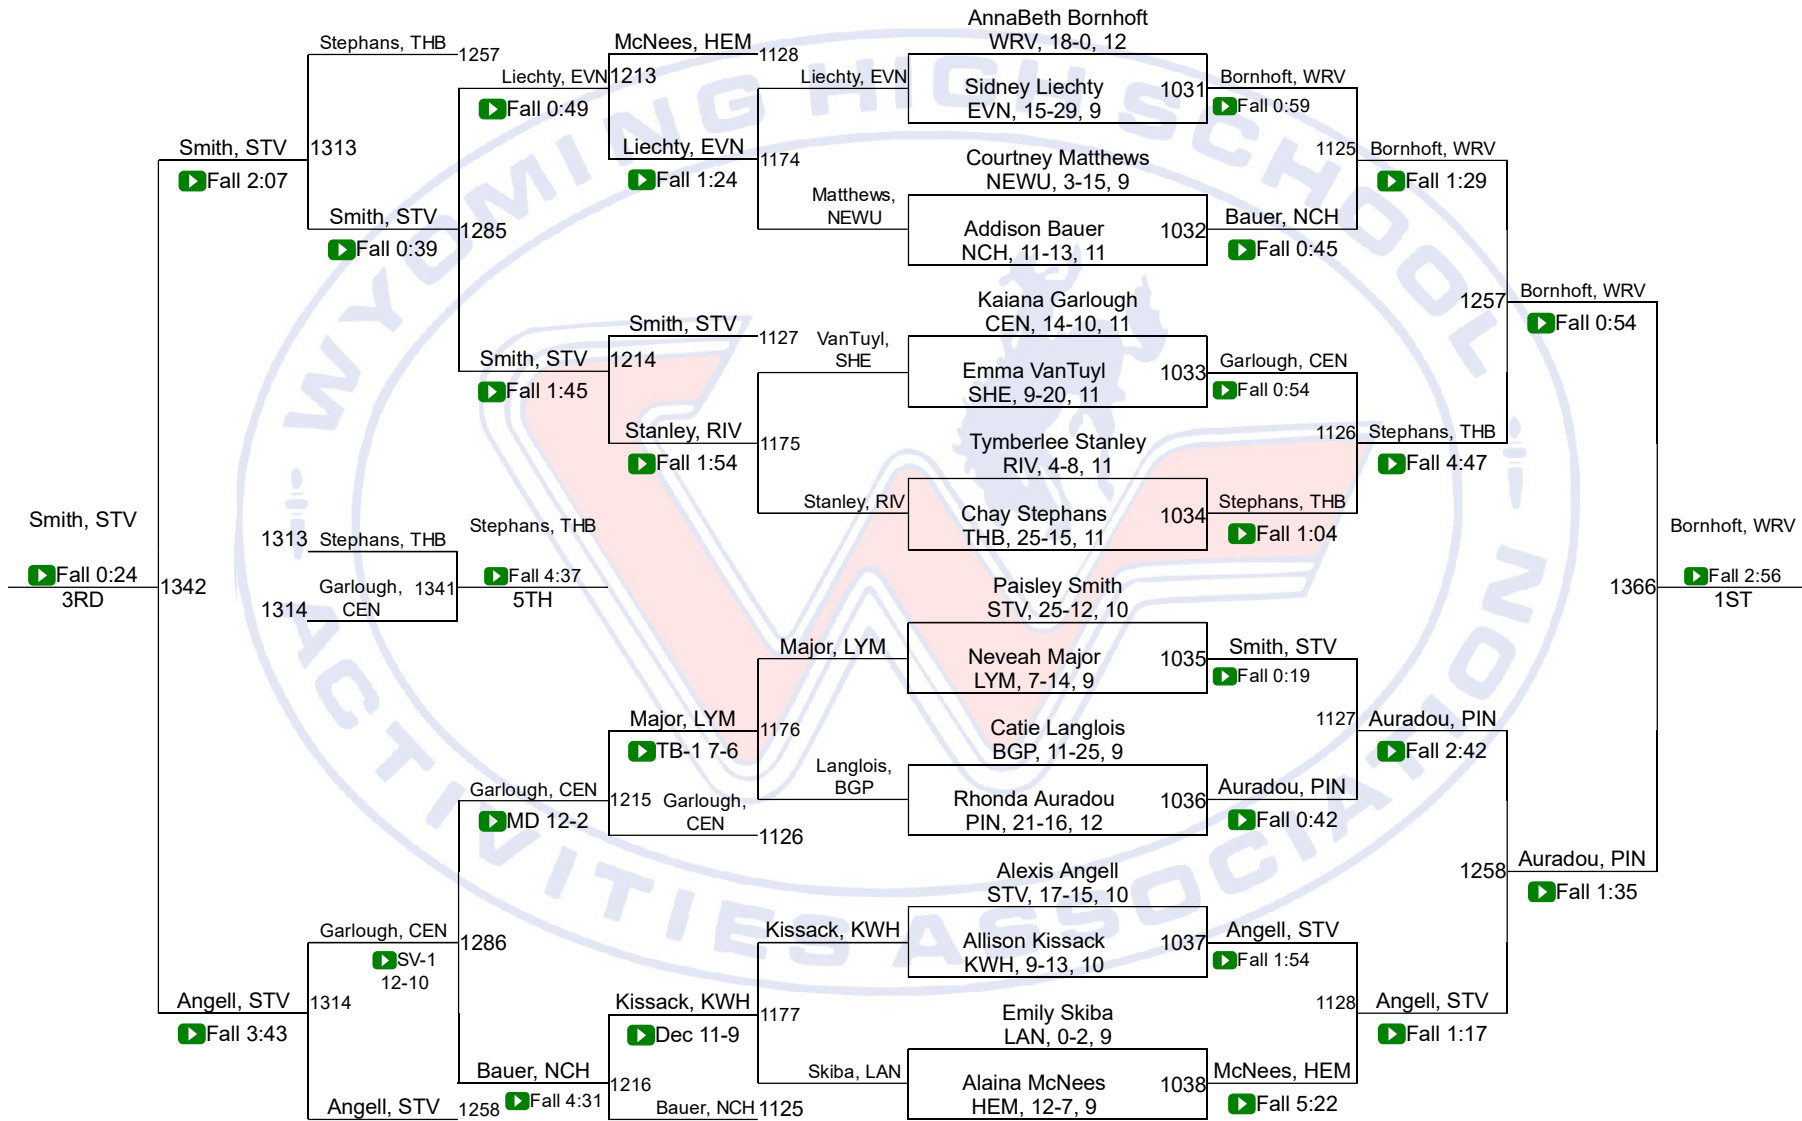 AnnaBeth Bornhoft
WRV, 18-0, 12
Stephans, THB
1257
McNees, HEM
1128
Liechty, EVN
1213
Fall 0:49
Liechty, EVN
Sidney Liechty
EVN, 15-29, 9
1031
Bornhoft, WRV
Fall 0:59
Smith, STV
1313
Fall 2:07
Liechty, EVN
1174
Fall 1:24
Courtney Matthews
NEWU, 3-15, 9
1125
Bornhoft, WRV
Fall 1:29
Smith, STV
1285
Fall 0:39
Matthews,
NEWU
Addison Bauer
NCH, 11-13, 11
1032
Bauer, NCH
Fall 0:45
Kaiana Garlough
CEN, 14-10, 11
1257
Bornhoft, WRV
Fall 0:54
Smith, STV
1127
Smith, STV
1214
Fall 1:45
VanTuyl,
SHE
Emma VanTuyl
SHE, 9-20, 11
1033
Garlough, CEN
Fall 0:54
Stanley, RIV
1175
Fall 1:54
Tymberlee Stanley
RIV, 4-8, 11
1126
Stephans, THB
Fall 4:47
Stanley, RIV
Chay Stephans
THB, 25-15, 11
1034
Stephans, THB
Fall 1:04
Smith, STV
Fall 0:24
3RD
1342
1313
Stephans, THB
Garlough,
CEN
1314
1341
Stephans, THB
Fall 4:37
5TH
Paisley Smith
STV, 25-12, 10
1366
Bornhoft, WRV
Fall 2:56
1ST
Major, LYM
Neveah Major
LYM, 7-14, 9
1035
Smith, STV
Fall 0:19
Major, LYM
1176
TB-1 7-6
Catie Langlois
BGP, 11-25, 9
1127
Auradou, PIN
Fall 2:42
Garlough, CEN
1215
MD 12-2
Garlough,
CEN
1126
Langlois,
BGP
Rhonda Auradou
PIN, 21-16, 12
1036
Auradou, PIN
Fall 0:42
Alexis Angell
STV, 17-15, 10
1258
Auradou, PIN
Fall 1:35
Garlough, CEN
1286
SV-1
12-10
Kissack, KWH
Allison Kissack
KWH, 9-13, 10
1037
Angell, STV
Fall 1:54
Angell, STV
1314
Fall 3:43
Kissack, KWH
1177
Dec 11-9
Emily Skiba
LAN, 0-2, 9
1128
Angell, STV
Fall 1:17
Bauer, NCH
1216
Fall 4:31
Skiba, LAN
Alaina McNees
HEM, 12-7, 9
1038
McNees, HEM
Fall 5:22
Angell, STV
1258
Bauer, NCH
1125
WYOMING HIGH SCHOOL
ACTIVITIES ASSOCIATION